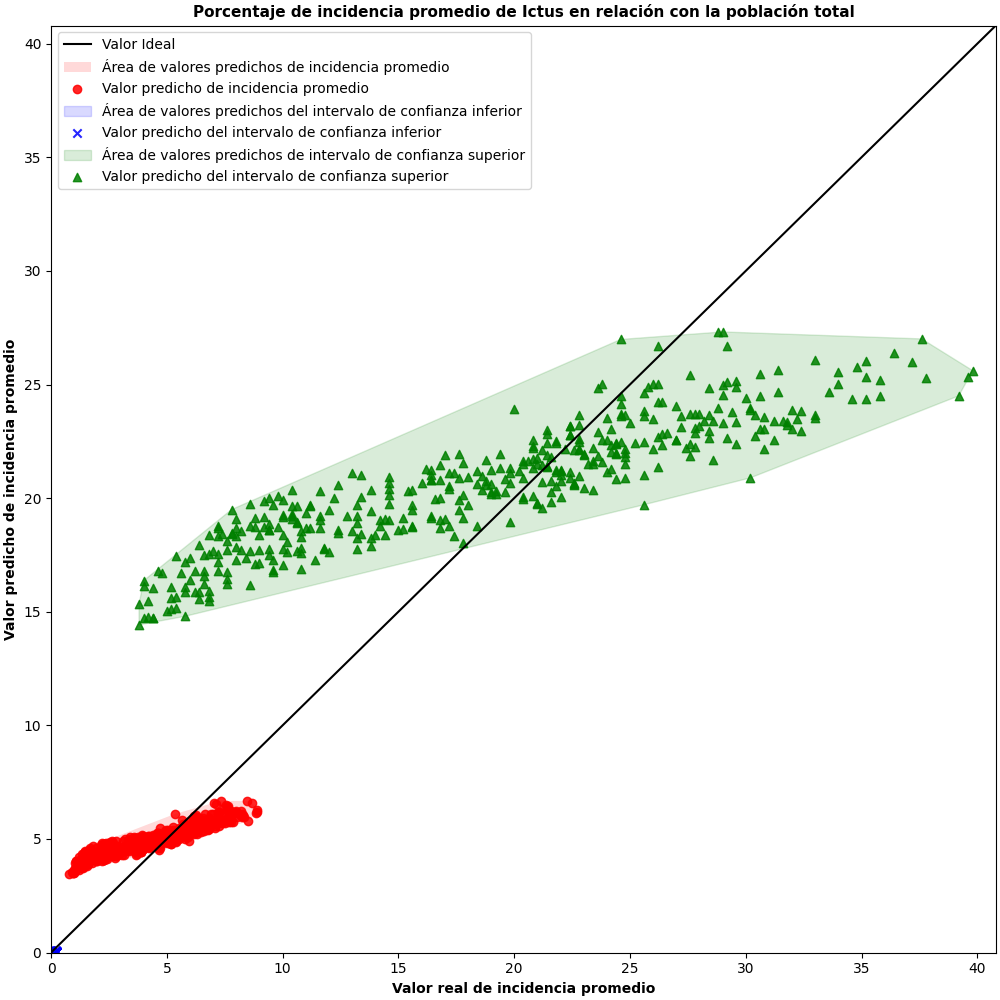 Porcentaje de incidencia promedio de Ictus en relación con la población total
Valor Ideal
Área de valores predichos de incidencia promedio
Valor predicho de incidencia promedio
Área de valores predichos del intervalo de confianza inferior
Valor predicho del intervalo de confianza inferior
Área de valores predichos de intervalo de confianza superior
Valor predicho del intervalo de confianza superior
Valor predicho de incidencia promedio
40
35
30
25
20
15
10
5
0
0 5 10 15 20 25 30 35 40
Valor real de incidencia promedio